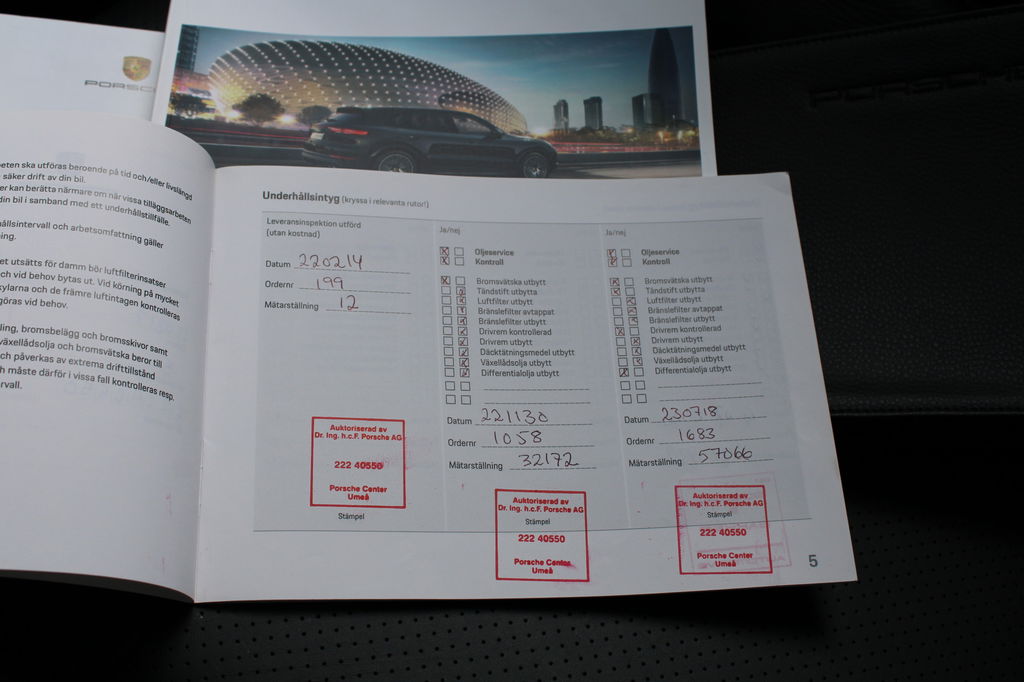 PORSC
PORSCHE
eten ska utföras beroende på tid och/eller livslängd
säker drift av din bil.
er kan berätta närmare om när vissa tilläggsarbeten
din bil i samband med ett underhållstillfälle.
hållsintervall och arbetsomfattning gäller
ing.
et utsätts för damm bör luftfilterinsatser
ch vid behov bytas ut. Vid körning på mycket
ylarna och de främre luftintagen kontrolleras
göras vid behov.
ling, bromsbelägg och bromsskivor samt
växellådsolja och bromsvätska beror till
ch påverkas av extrema drifttillstånd
h måste därför i vissa fall kontrolleras resp.
rvall.
Underhållsintyg (kryssa i relevanta rutor!)
Leveransinspektion utförd
(utan kostnad)
Datum 220214
Ordernr 199
Mätarställning 12
Auktoriserad av
Dr. Ing. h.c.F. Porsche AG
222 40550
Porsche Center
Umeå
Stämpel
Ja/nej
Oljeservice
Kontroll
Bromsvätska utbytt
Tändstift utbytta
Luftfilter utbytt
Bränslefilter avtappat
Bränslefilter utbytt
Drivrem kontrollerad
Drivrem utbytt
Däcktätningsmedel utbytt
Växellådsolja utbytt
Differentialolja utbytt
Datum 221130
Ordernr 1058
Mätarställning 32172
Auktoriserad av
Dr. Ing. h.c.F. Porsche AG
Stämpel
222 40550
Porsche Center
Umeå
Ja/nej
Oljeservice
Kontroll
Bromsvätska utbytt
Tändstift utbytta
Luftfilter utbytt
Bränslefilter avtappat
Bränslefilter utbytt
Drivrem kontrollerad
Drivrem utbytt
Däcktätningsmedel utbytt
Växellådsolja utbytt
Differentialolja utbytt
Datum 230718
Ordernr 1683
Mätarställning 57066
Auktoriserad av
Dr. Ing. h.c.F. Porsche AG
Stämpel
222 40550
Porsche Center
Umeå
5